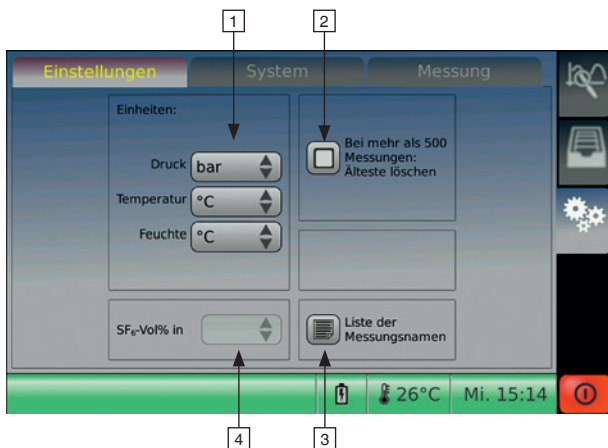 1
2
Einstellungen
System
Messung
Einheiten:
Druck bar
Temperatur °C
Feuchte °C
Bei mehr als 500
Messungen:
Älteste löschen
SF₆-Vol% in
Liste der
Messungsnamen
26°C
Mi. 15:14
4
3